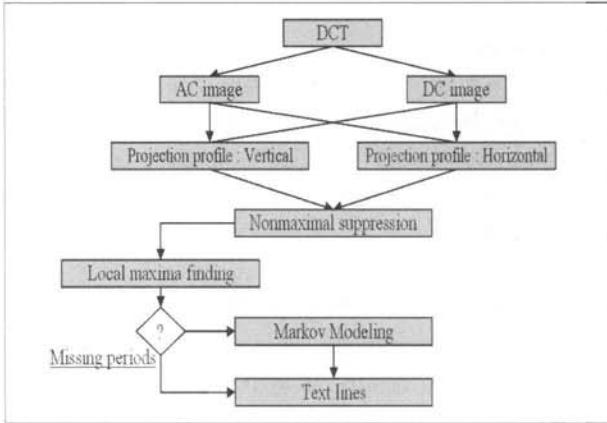 DCT
AC image
DC image
Projection profile : Vertical
Projection profile : Horizontal
Nonmaximal suppression
Local maxima finding
?
Markov Modeling
Missing periods
Text lines